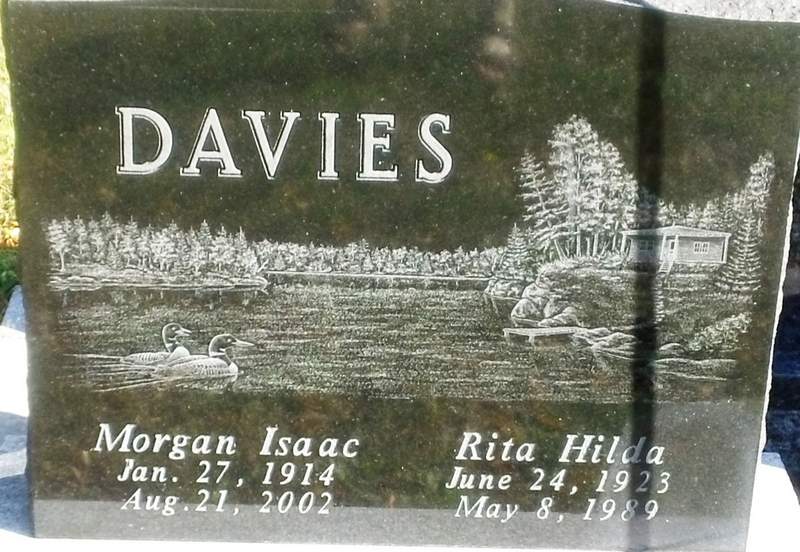 DAVIES
Morgan Isaac
Jan. 27, 1914
Aug. 21, 2002
Rita Hilda
June 24, 1923
May 8, 1989